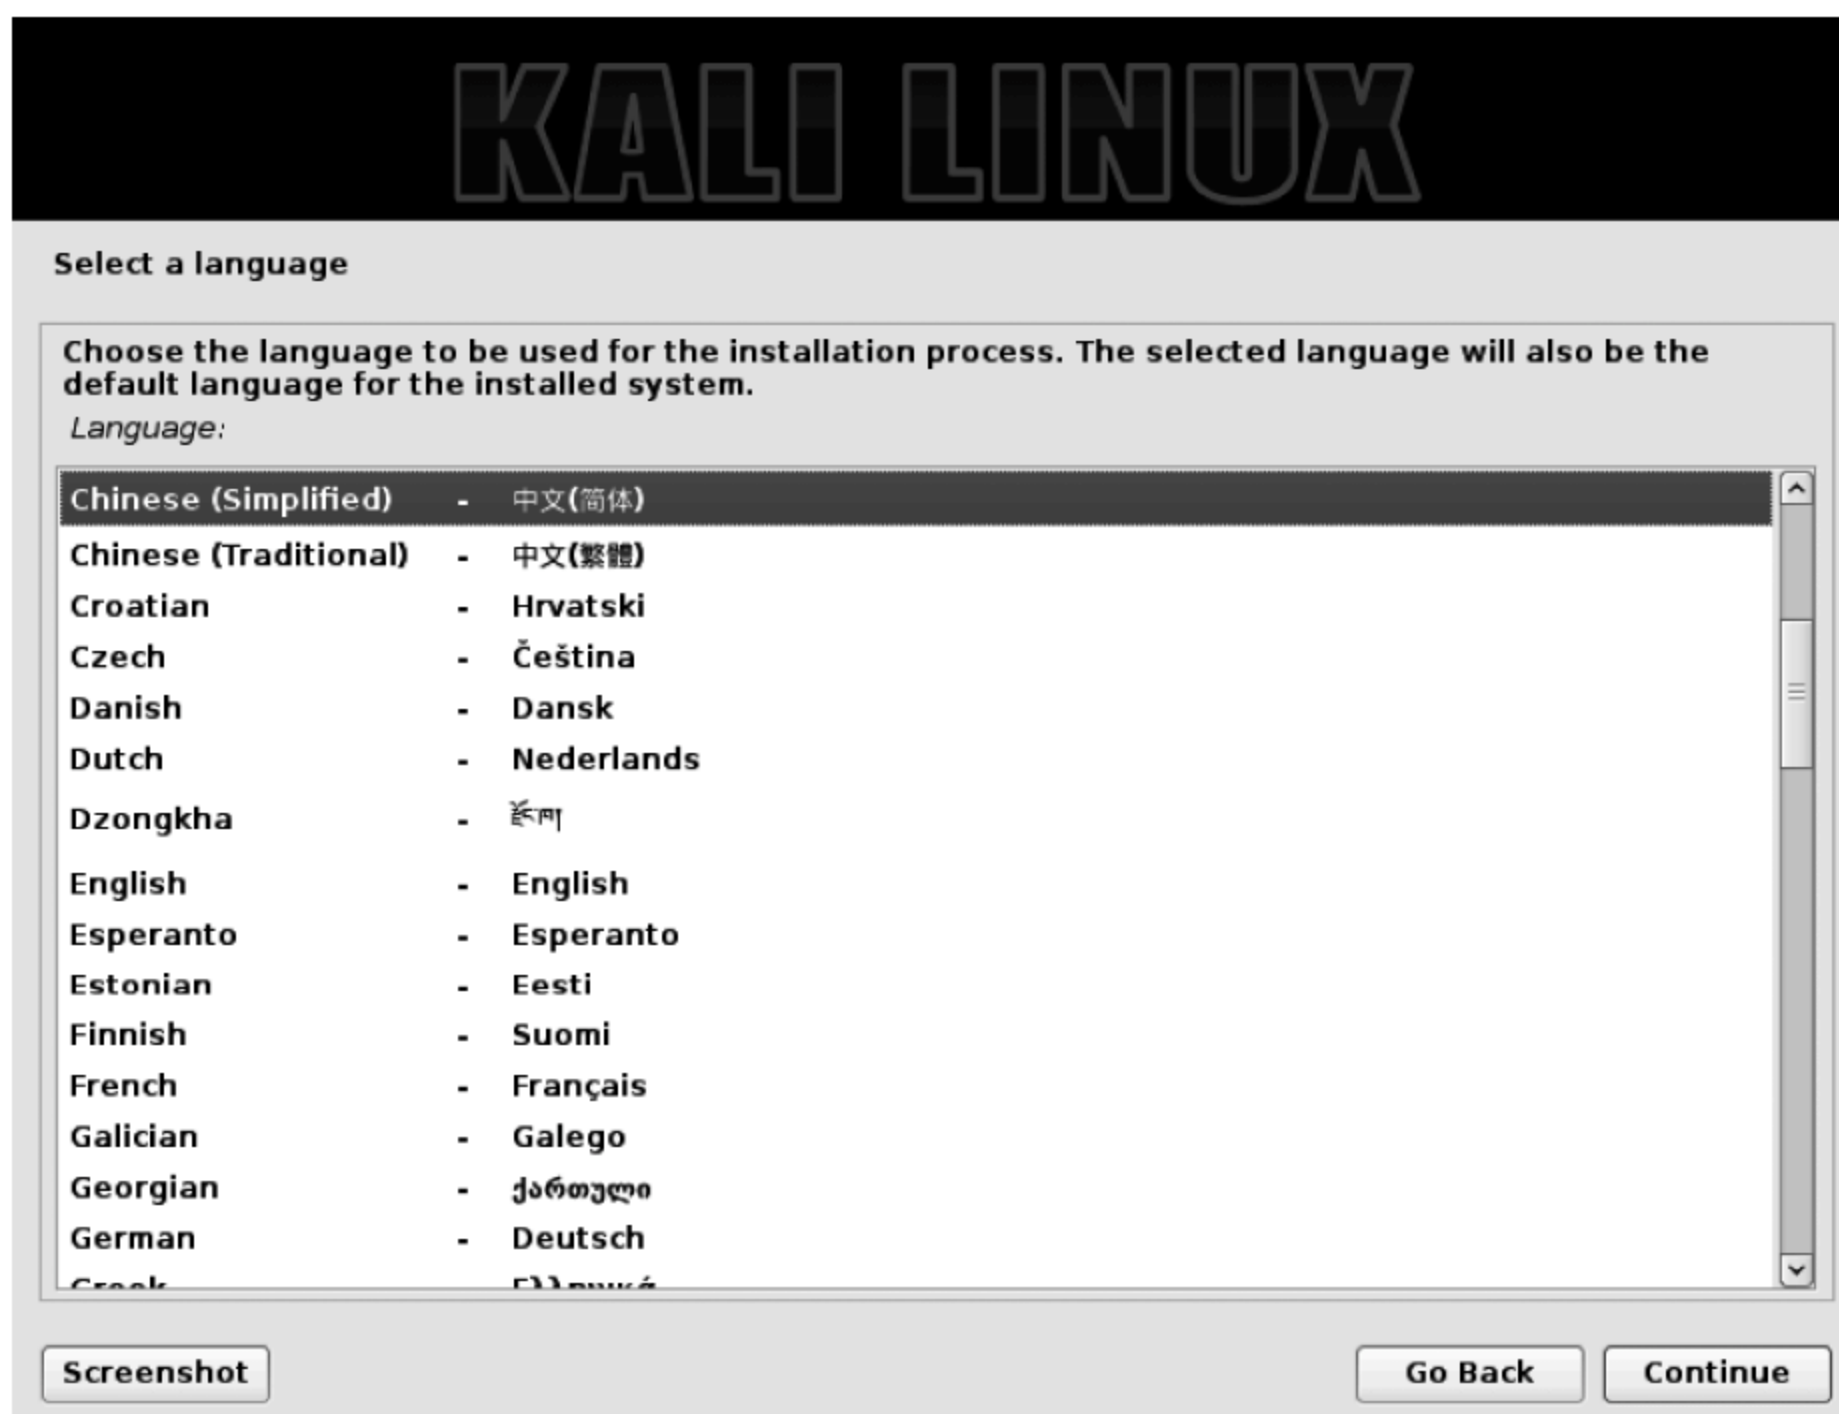 KALI LINUX
Select a language
Choose the language to be used for the installation process. The selected language will also be the
default language for the installed system.
Language:
Chinese (Simplified) - 中文(简体)
Chinese (Traditional) - 中文(繁體)
Croatian - Hrvatski
Czech - Čeština
Danish - Dansk
Dutch - Nederlands
Dzongkha - རྫོང་ཁ།
English - English
Esperanto - Esperanto
Estonian - Eesti
Finnish - Suomi
French - Français
Galician - Galego
Georgian - ქართული
German - Deutsch
Greek - Ελληνικά
Screenshot Go Back Continue